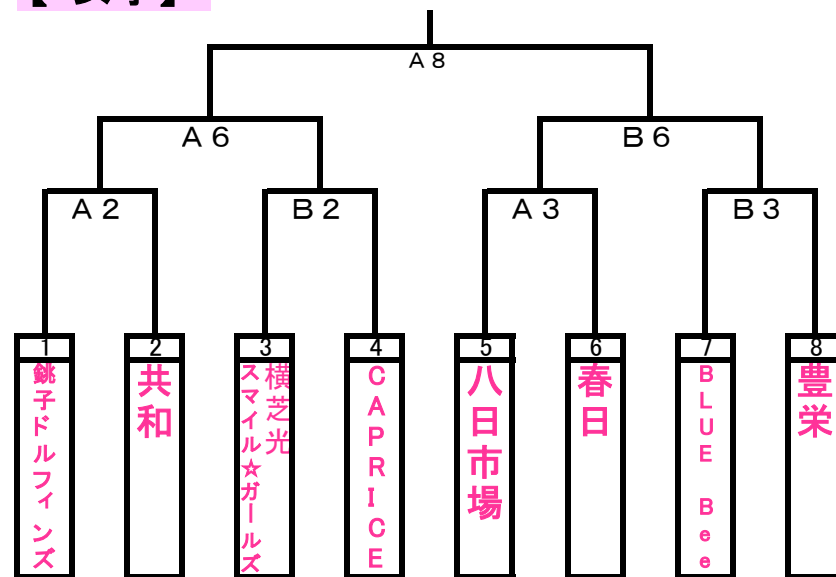 A8
A6
B6
A2
B2
A3
B3
1
2
3
4
5
6
7
8
銚子ドルフィンズ
共和
横芝光
スマイル☆ガールズ
CAPRICE
八日市場
春日
BLUE Bee
豊栄